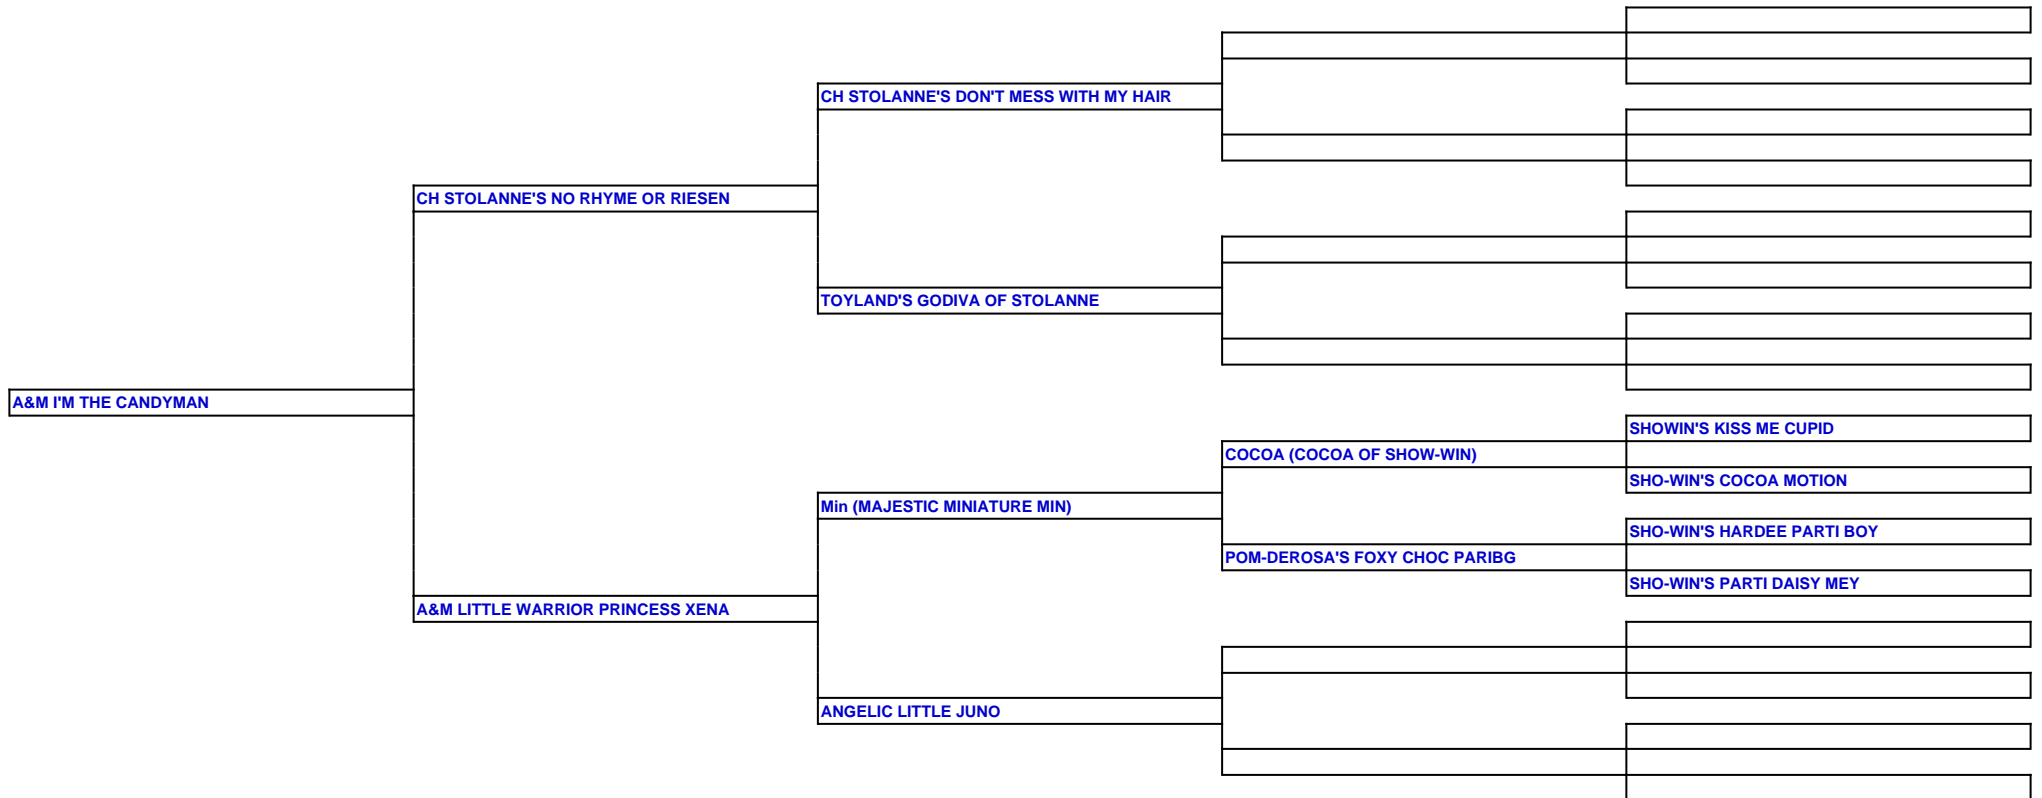 CH STOLANNE'S DON'T MESS WITH MY HAIR
CH STOLANNE'S NO RHYME OR RIESEN
TOYLAND'S GODIVA OF STOLANNE
A&M I'M THE CANDYMAN
SHOWIN'S KISS ME CUPID
COCOA (COCOA OF SHOW-WIN)
SHO-WIN'S COCOA MOTION
Min (MAJESTIC MINIATURE MIN)
SHO-WIN'S HARDEE PARTI BOY
POM-DEROSA'S FOXY CHOC PARIBG
SHO-WIN'S PARTI DAISY MEY
A&M LITTLE WARRIOR PRINCESS XENA
ANGELIC LITTLE JUNO